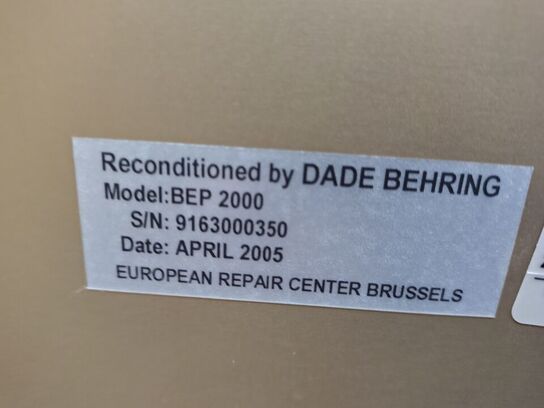 Reconditioned by DADE BEHRING
Model:BEP 2000
S/N: 9163000350
Date: APRIL 2005
EUROPEAN REPAIR CENTER BRUSSELS